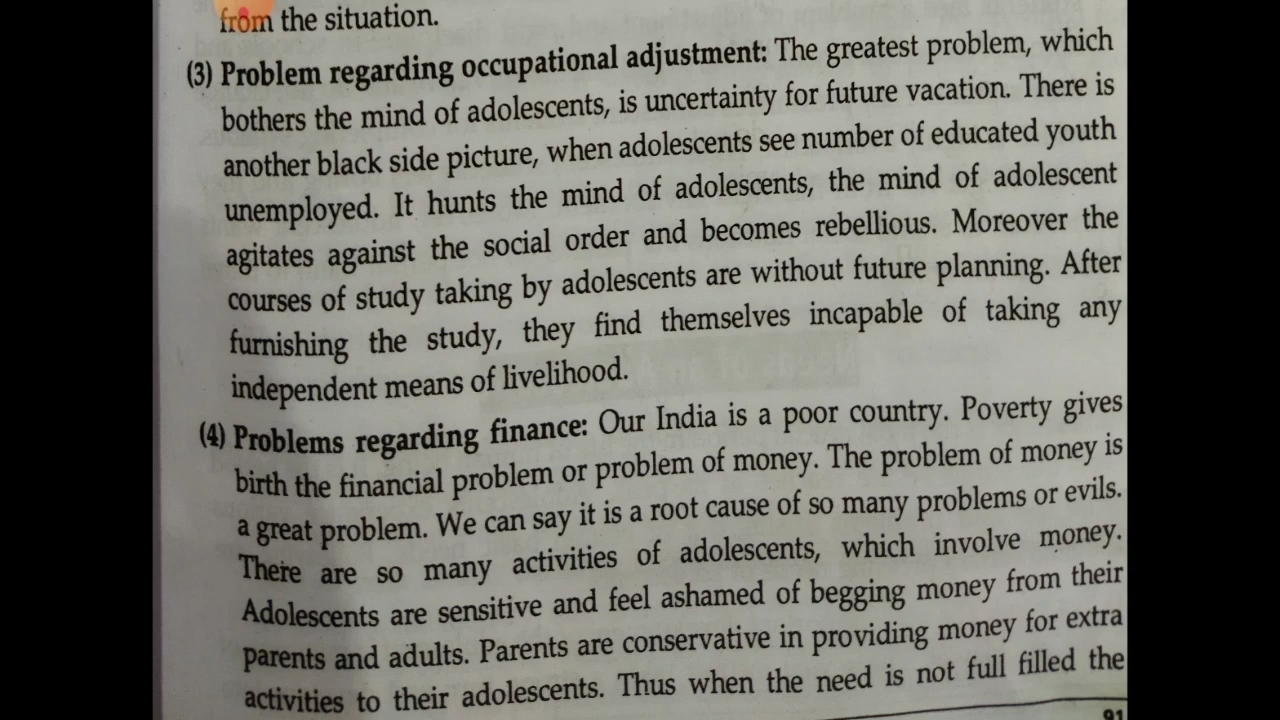 from the situation.
(3) Problem regarding occupational adjustment: The greatest problem, which
bothers the mind of adolescents, is uncertainty for future vacation. There is
another black side picture, when adolescents see number of educated youth
unemployed. It hunts the mind of adolescents, the mind of adolescent
agitates against the social order and becomes rebellious. Moreover the
courses of study taking by adolescents are without future planning. After
furnishing the study, they find themselves incapable of taking any
independent means of livelihood.
(4) Problems regarding finance: Our India is a poor country. Poverty gives
birth the financial problem or problem of money. The problem of money is
a great problem. We can say it is a root cause of so many problems or evils.
There are so many activities of adolescents, which involve money.
Adolescents are sensitive and feel ashamed of begging money from their
parents and adults. Parents are conservative in providing money for extra
activities to their adolescents. Thus when the need is not full filled the
91